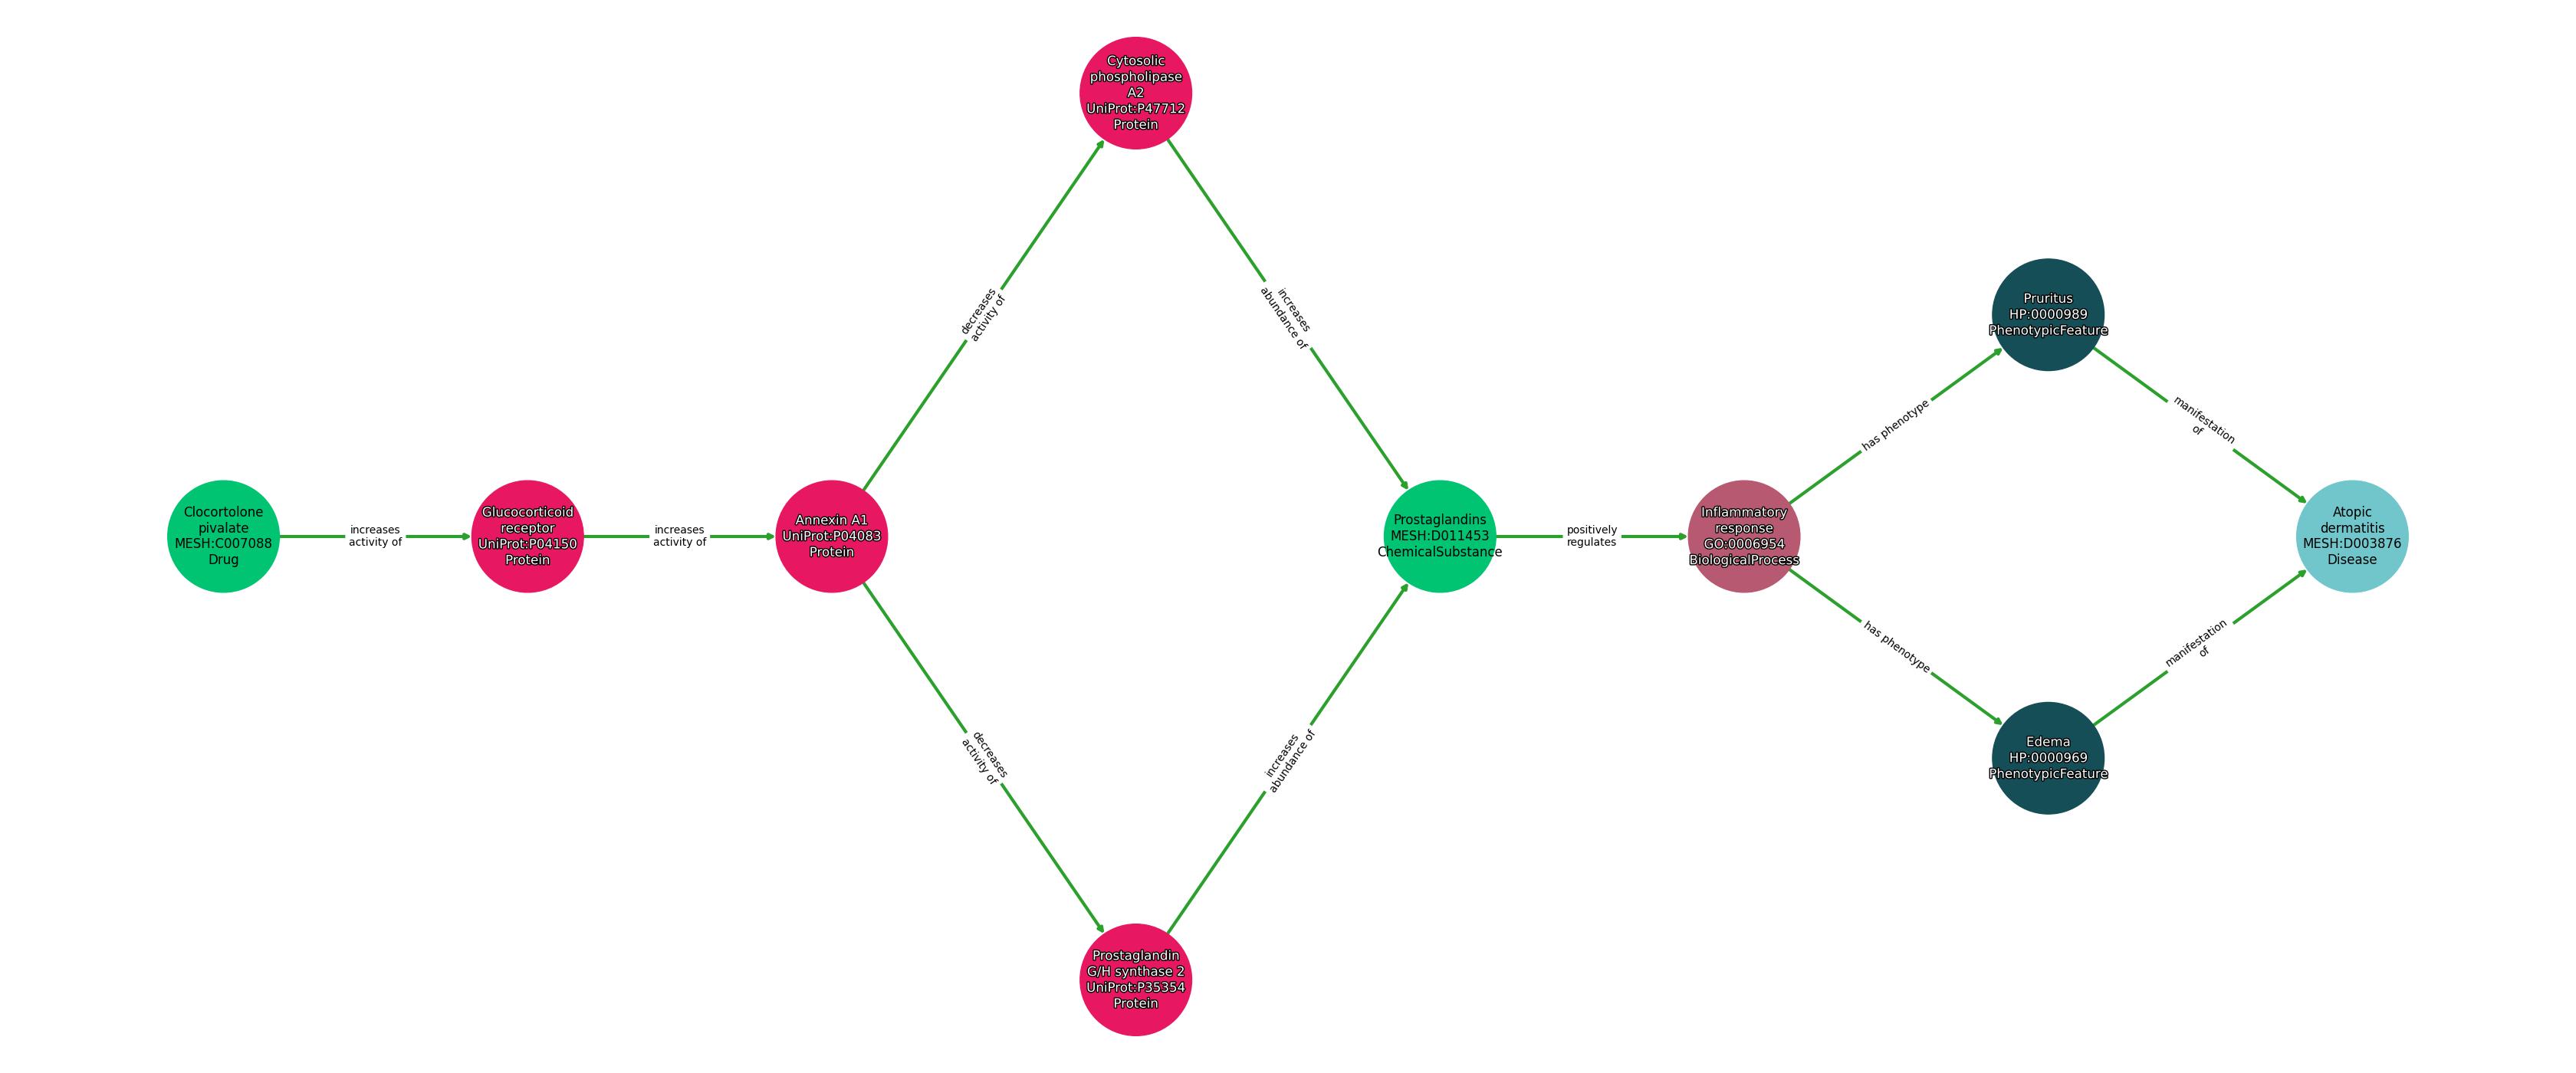 Cytosolic
phospholipase
A2
UniProt:P47712
Protein
decreases
activity of
increases
abundance of
Pruritus
HP:0000989
PhenotypicFeature
has phenotype
manifestation
of
Clocortolone
pivalate
MESH:C007088
Drug
increases
activity of
Glucocorticoid
receptor
UniProt:P04150
Protein
increases
activity of
Annexin A1
UniProt:P04083
Protein
Prostaglandins
MESH:D011453
ChemicalSubstance
positively
regulates
Inflammatory
response
GO:0006954
BiologicalProcess
Atopic
dermatitis
MESH:D003876
Disease
has phenotype
manifestation
of
decreases
activity of
increases
abundance of
Edema
HP:0000969
PhenotypicFeature
Prostaglandin
G/H synthase 2
UniProt:P35354
Protein